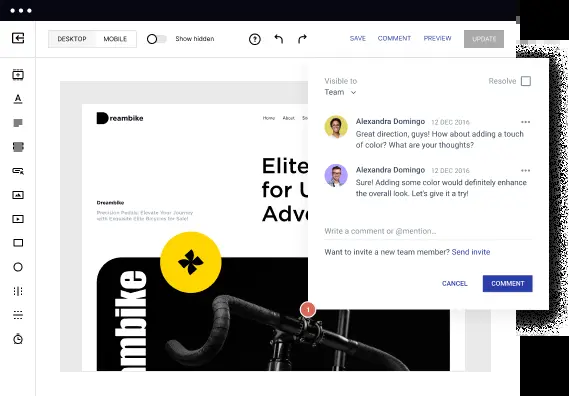 DESKTOP
MOBILE
Show hidden
SAVE
COMMENT
PREVIEW
UPDATE
Dreambike
Home
About
Elite
for U
Adve
Dreambike
Precision Pedals: Elevate Your Journey
with Exquisite Elite Bicycles for Sale!
ambike
1
Visible to
Team
Resolve
Alexandra Domingo 12 DEC 2016
Great direction, guys! How about adding a touch
of color? What are your thoughts?
Alexandra Domingo 12 DEC 2016
Sure! Adding some color would definitely enhance
the overall look. Let's give it a try!
Write a comment or @mention...
Want to invite a new team member? Send invite
CANCEL
COMMENT